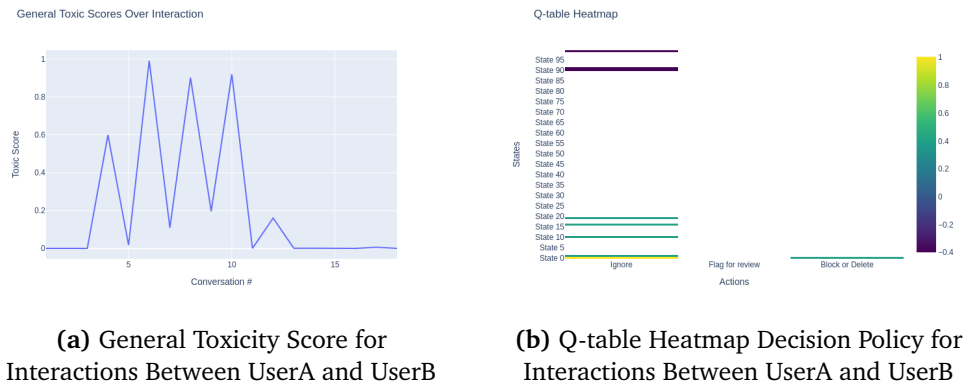 General Toxic Scores Over Interaction
1
0.8
0.6
0.4
0.2
0
Toxic Score
5
10
15
Conversation #
Q-table Heatmap
State 95
State 90
State 85
State 80
State 75
State 70
State 65
State 60
State 55
State 50
State 45
State 40
State 35
State 30
State 25
State 20
State 15
State 10
State 5
State 0
States
Ignore
Flag for review
Block or Delete
Actions
1
0.8
0.6
0.4
0.2
0
−0.2
−0.4
(a) General Toxicity Score for
Interactions Between UserA and UserB
(b) Q-table Heatmap Decision Policy for
Interactions Between UserA and UserB